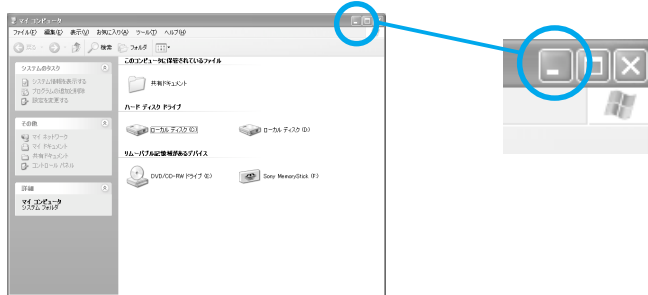 マイ コンピュータ
ファイル(F) 編集(E) 表示(V) お気に入り(A) ツール(T) ヘルプ(H)
戻る 検索 フォルダ
システムのタスク
システム情報を表示する
プログラムの追加と削除
設定を変更する
その他
マイ ネットワーク
マイ ドキュメント
共有ドキュメント
コントロール パネル
詳細
マイ コンピュータ
システム フォルダ
このコンピュータに保管されているファイル
共有ドキュメント
ハード ディスク ドライブ
ローカル ディスク (C:) ローカル ディスク (D:)
リムーバブル記憶域があるデバイス
DVD/CD-RW ドライブ (E:) Sony MemoryStick (F:)